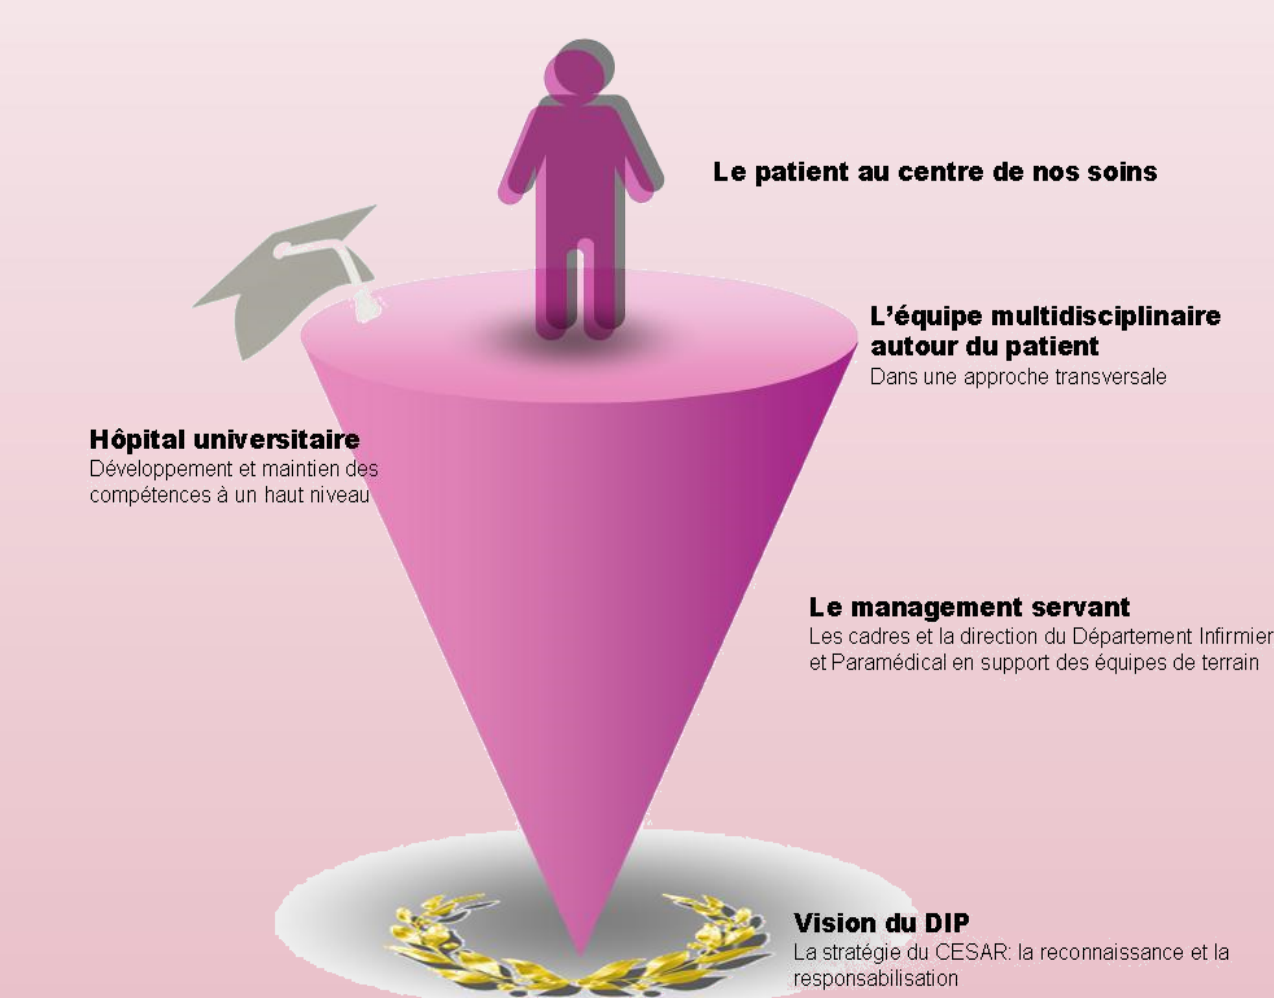 Le patient au centre de nos soins
L’équipe multidisciplinaire
autour du patient
Dans une approche transversale
Hôpital universitaire
Développement et maintien des
compétences à un haut niveau
Le management servant
Les cadres et la direction du Département Infirmier
et Paramédical en support des équipes de terrain
Vision du DIP
La stratégie du CESAR: la reconnaissance et la
responsabilisation